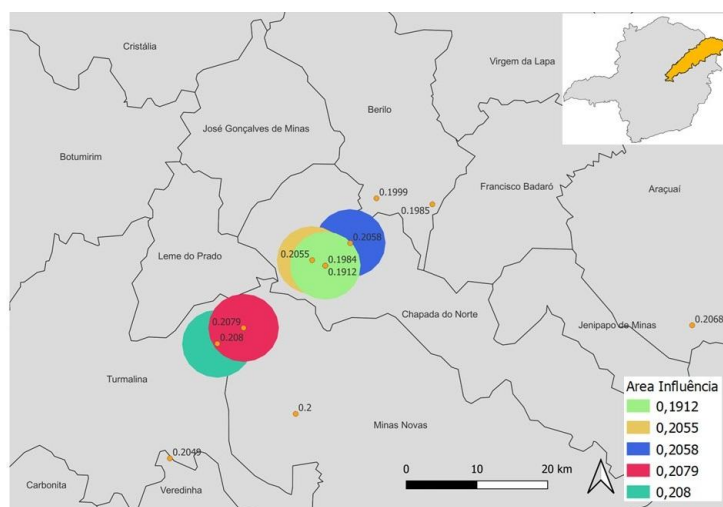 Cristália
Virgem da Lapa
Berilo
José Gonçalves de Minas
Botumirim
Francisco Badaró
Araçuaí
0.1999
0.1985
0.2058
Leme do Prado
0.2055
0.1984
0.1912
Chapada do Norte
0.2068
0.2079
0.208
Jenipapo de Minas
Turmalina
0.2
Minas Novas
0.2049
Carbonita
Veredinha
0
10
20 km
Area Influência
0,1912
0,2055
0,2058
0,2079
0,208